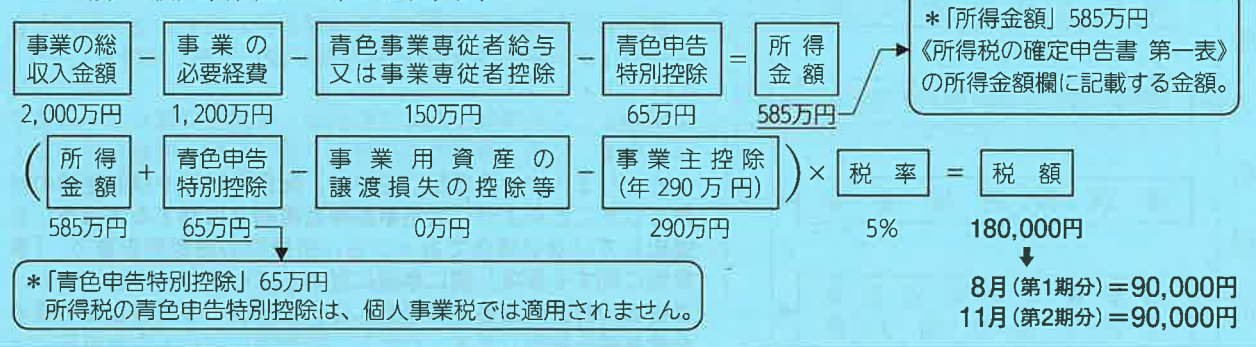 事業の総収入金額 − 事業の必要経費 − 青色事業専従者給与又は事業専従者控除 − 青色申告特別控除 = 所得金額
2,000万円 1,200万円 150万円 65万円 585万円
*「所得金額」585万円
《所得税の確定申告書 第一表》
の所得金額欄に記載する金額。
(所得金額 + 青色申告特別控除 − 事業用資産の譲渡損失の控除等 − 事業主控除(年290万円)) × 税率 = 税額
585万円 65万円 0万円 290万円 5% 180,000円
*「青色申告特別控除」65万円
所得税の青色申告特別控除は、個人事業税では適用されません。
8月(第1期分)=90,000円
11月(第2期分)=90,000円